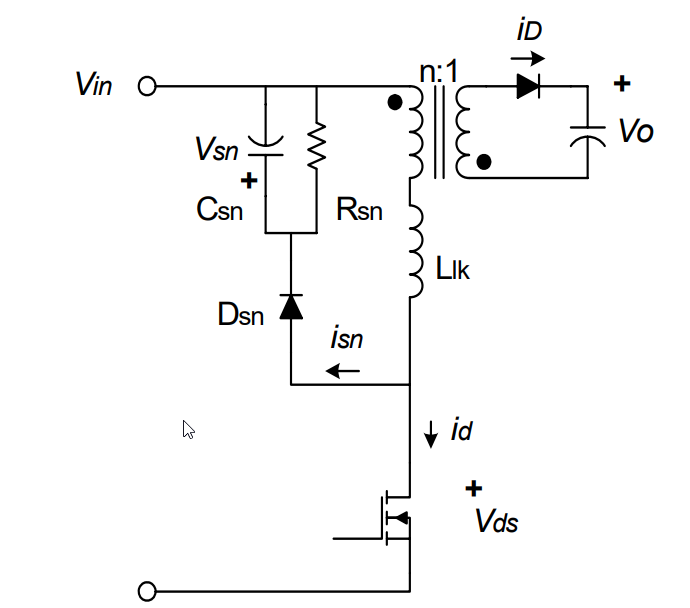 iD
n:1
Vin
+
Vo
Vsn
+
Csn
Rsn
Llk
Dsn
isn
id
+
Vds